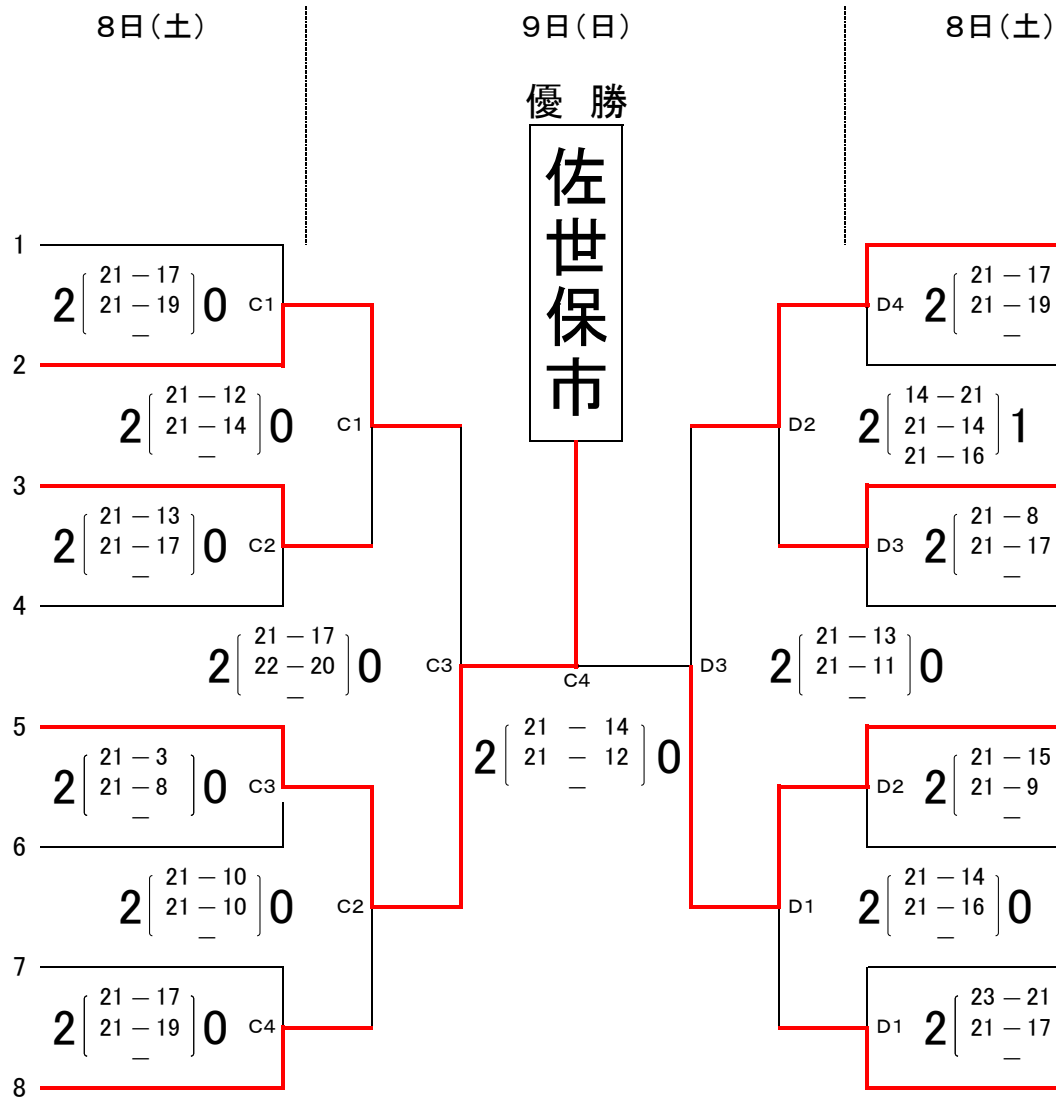 8日(土)
9日(日)
8日(土)
優 勝
佐世保市
1
2 21 - 17 0 C1
21 - 19
-
2
2 21 - 12 0 C1
21 - 14
-
3
2 21 - 13 0 C2
21 - 17
-
4
2 21 - 17 0 C3
22 - 20
-
5
2 21 - 3 0 C3
21 - 8
-
6
2 21 - 10 0 C2
21 - 10
-
7
2 21 - 17 0 C4
21 - 19
-
8
C4
2 21 - 14 0
21 - 12
-
D4 2 21 - 17
21 - 19
-
D2 2 14 - 21 1
21 - 14
21 - 16
D3 2 21 - 8
21 - 17
-
D3 2 21 - 13 0
21 - 11
-
D2 2 21 - 15
21 - 9
-
D1 2 21 - 14 0
21 - 16
-
D1 2 23 - 21
21 - 17
-